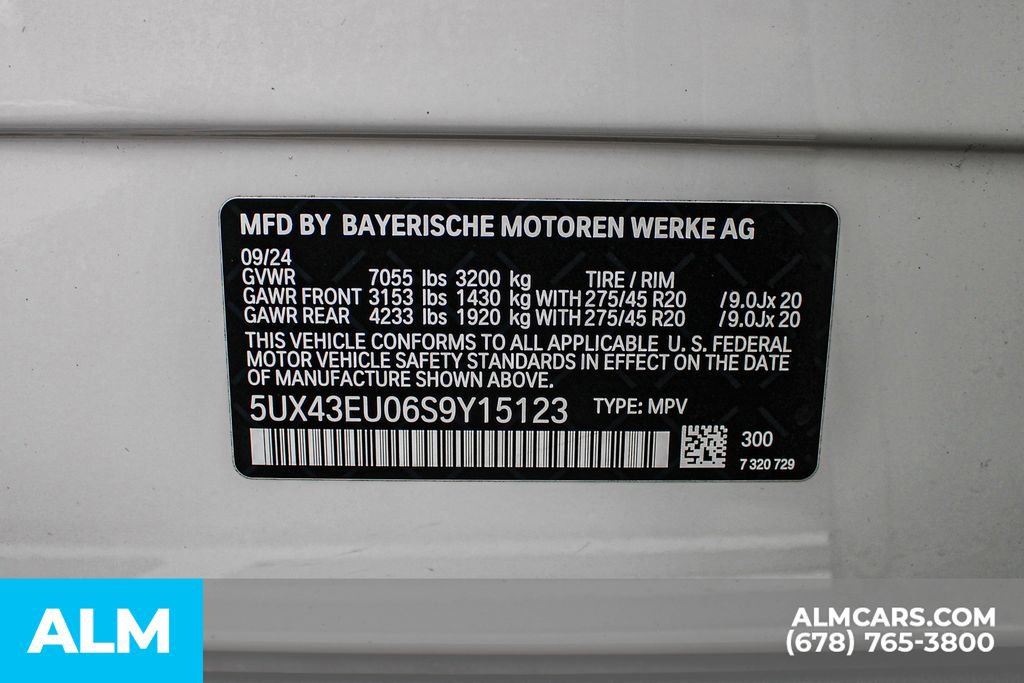 MFD BY BAYERISCHE MOTOREN WERKE AG
09/24
GVWR 7055 lbs 3200 kg TIRE / RIM
GAWR FRONT 3153 lbs 1430 kg WITH 275/45 R20 / 9.0Jx 20
GAWR REAR 4233 lbs 1920 kg WITH 275/45 R20 / 9.0Jx 20
THIS VEHICLE CONFORMS TO ALL APPLICABLE U. S. FEDERAL
MOTOR VEHICLE SAFETY STANDARDS IN EFFECT ON THE DATE
OF MANUFACTURE SHOWN ABOVE.
5UX43EU06S9Y15123 TYPE: MPV
300
7 320 729
ALM
ALMCARS.COM
(678) 765-3800